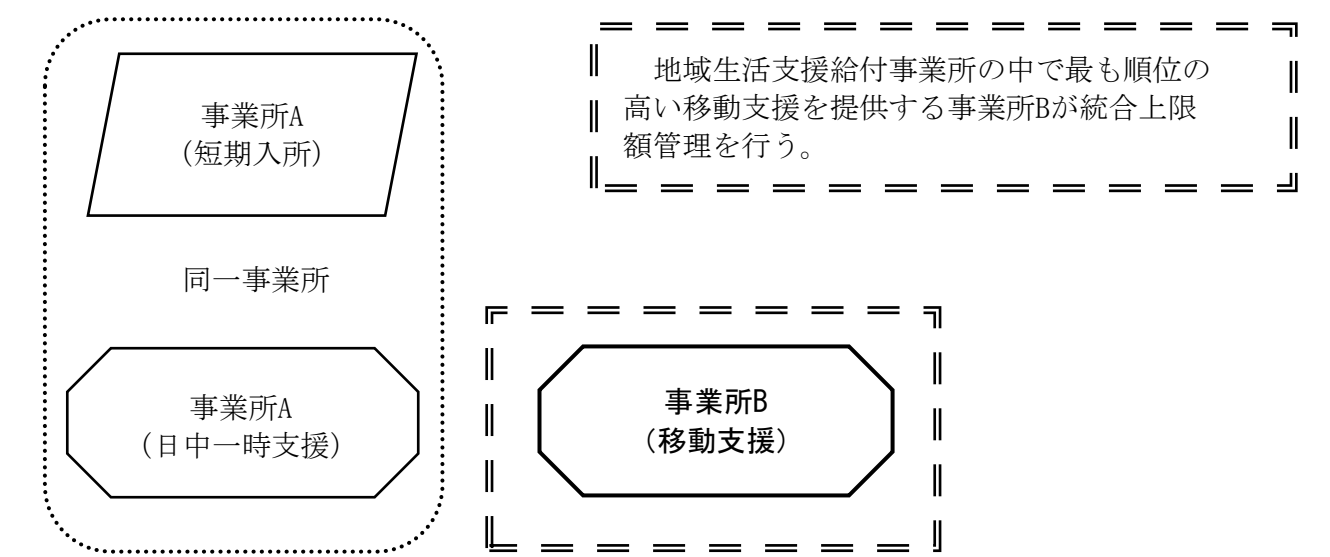 事業所A
(短期入所)
同一事業所
事業所A
(日中一時支援)
地域生活支援給付事業所の中で最も順位の
高い移動支援を提供する事業所Bが統合上限
額管理を行う。
事業所B
(移動支援)